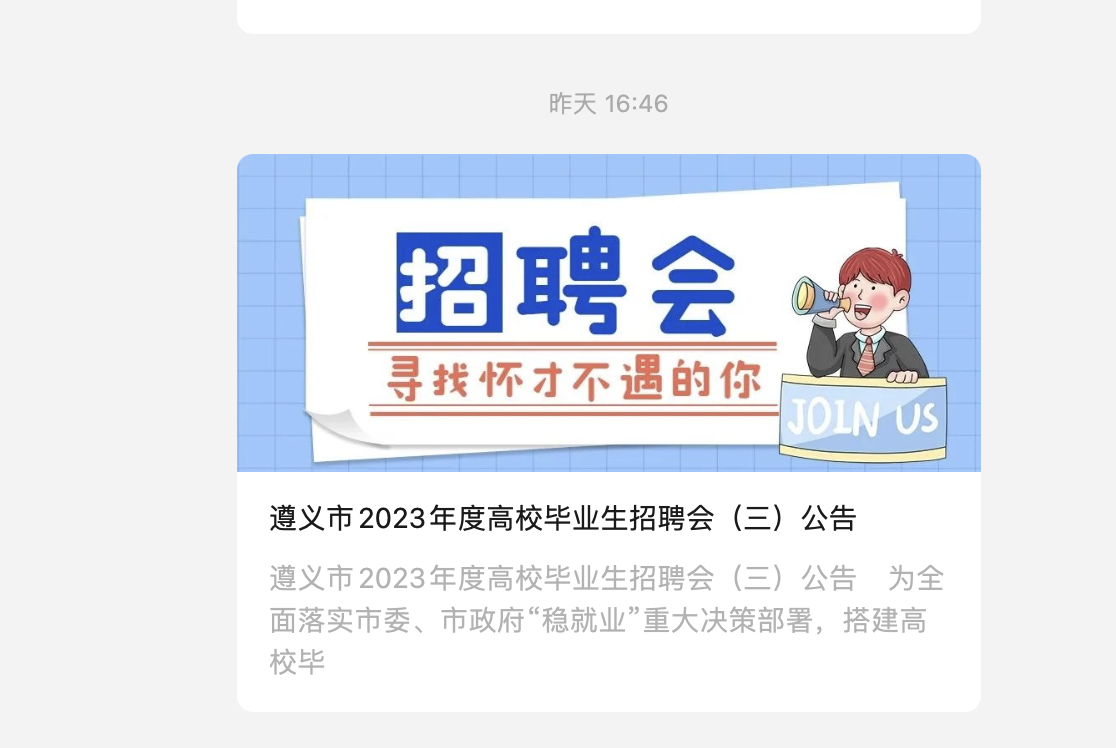 昨天 16:46
招聘会
寻找怀才不遇的你
JOIN US
遵义市2023年度高校毕业生招聘会（三）公告
遵义市2023年度高校毕业生招聘会（三）公告　为全
面落实市委、市政府“稳就业”重大决策部署，搭建高
校毕